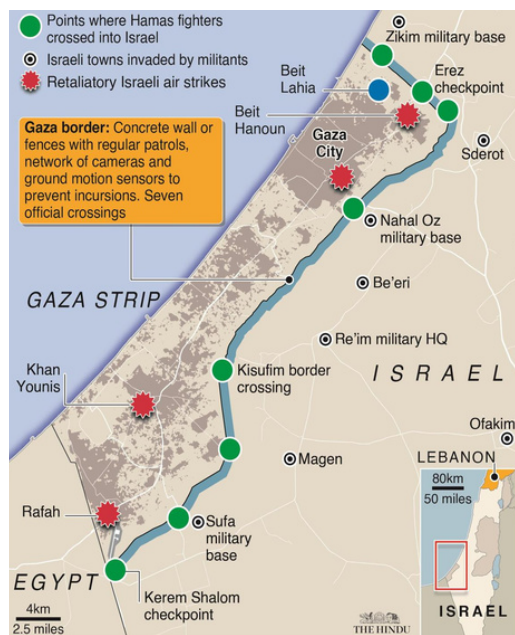 Points where Hamas fighters
crossed into Israel
Israeli towns invaded by militants
Retaliatory Israeli air strikes
Zikim military base
Beit
Lahia
Erez
checkpoint
Beit
Hanoun
Gaza border: Concrete wall or
fences with regular patrols,
network of cameras and
ground motion sensors to
prevent incursions. Seven
official crossings
Gaza
City
Sderot
Nahal Oz
military base
GAZA STRIP
Be'eri
Re'im military HQ
Khan
Younis
Kisufim border
crossing
ISRAEL
Ofakim
Magen
LEBANON
80km
50 miles
Rafah
Sufa
military
base
EGYPT
Kerem Shalom
checkpoint
ISRAEL
4km
2.5 miles
THE HINDU